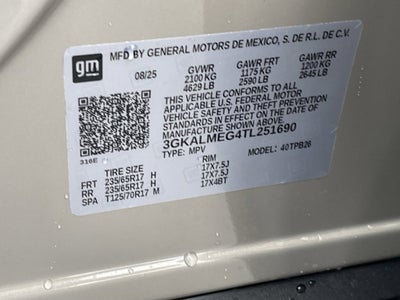 gm
MFD BY GENERAL MOTORS DE MEXICO, S. DE R.L. DE C.V.
08/25 GVWR GAWR FRT GAWR RR
2100 KG 1175 KG 1200 KG
4629 LB 2590 LB 2645 LB
THIS VEHICLE CONFORMS TO ALL
APPLICABLE U.S. FEDERAL MOTOR
VEHICLE SAFETY AND THEFT PREVENTION
STANDARDS IN EFFECT ON THE DATE OF
MANUFACTURE SHOWN ABOVE.
3GKALMEG4TL251690
310E TYPE: MPV MODEL: 40TPB26
TIRE SIZE RIM
FRT 235/65R17 H 17X7.5J
RR 235/65R17 H 17X7.5J
SPA T125/70R17 M 17X4BT